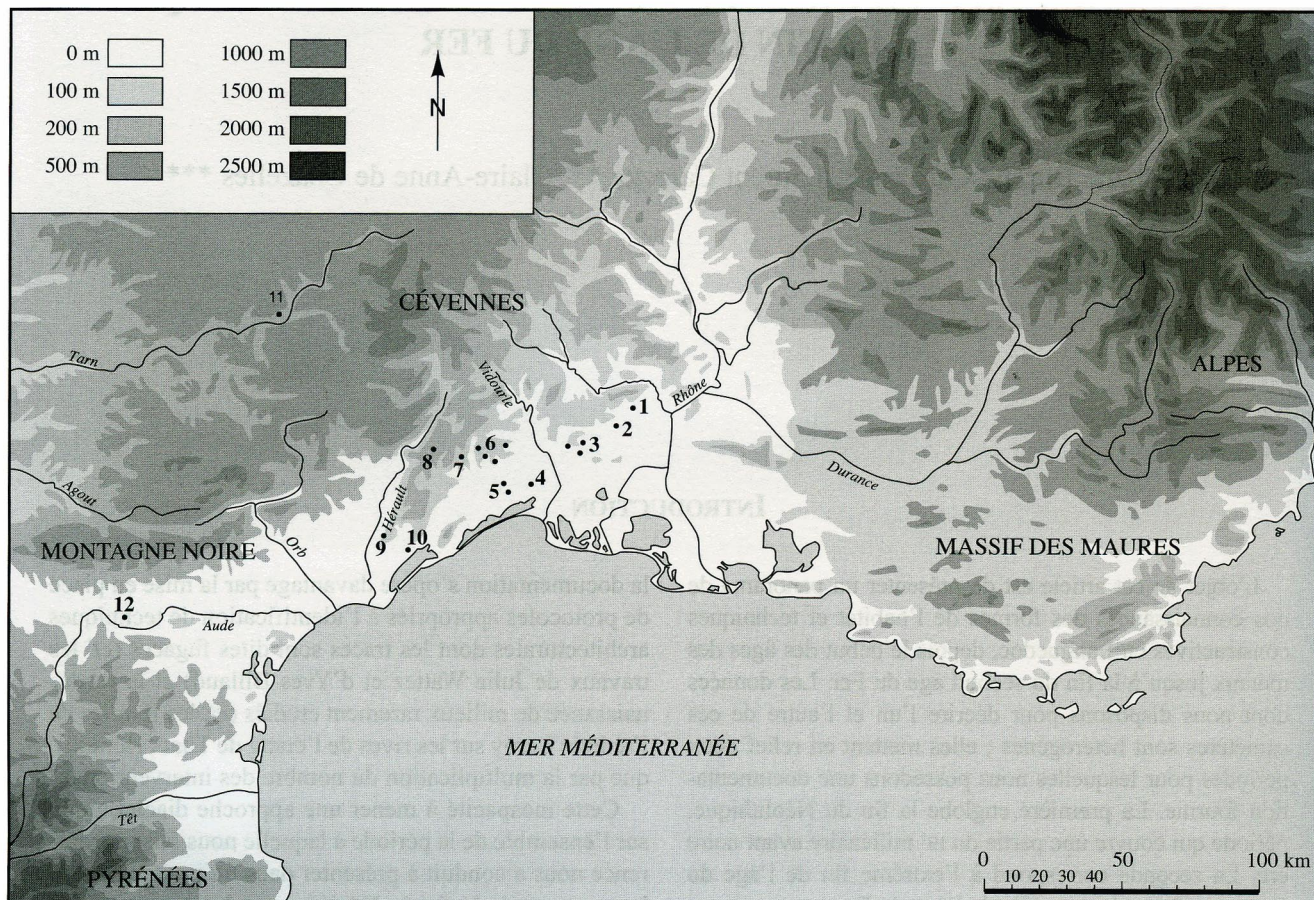 0 m
100 m
200 m
500 m
1000 m
1500 m
2000 m
2500 m
N
11
CÉVENNES
Tarn
Vidourle
Rhône
ALPES
1
2
3
6
8
7
4
5
Durance
Agout
Hérault
10
9
Orb
MONTAGNE NOIRE
MASSIF DES MAURES
12
Aude
MER MÉDITERRANÉE
Têt
PYRÉNÉES
0 50 100 km
10 20 30 40